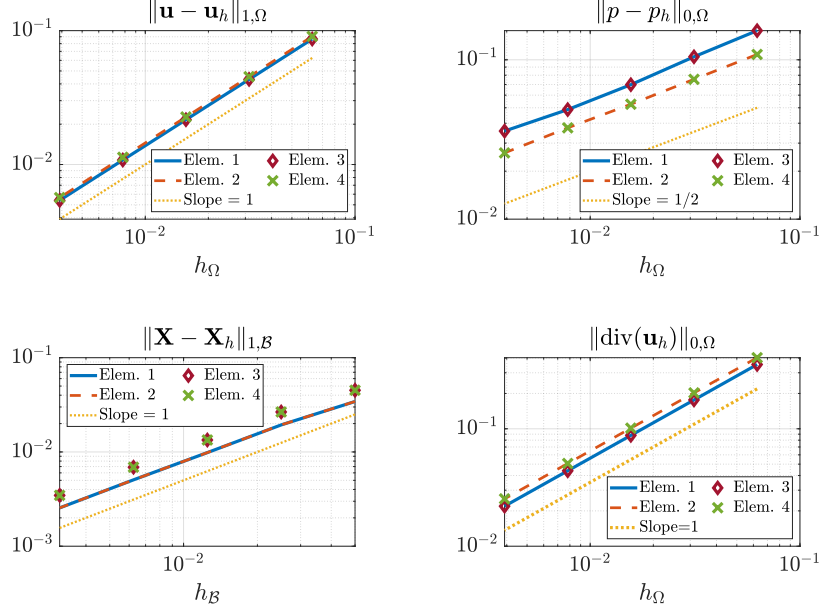 ‖u − u_h‖_{1,Ω}
10^{-1}
10^{-2}
Elem. 1 Elem. 3
Elem. 2 Elem. 4
Slope = 1
10^{-2} 10^{-1}
h_Ω
‖p − p_h‖_{0,Ω}
10^{-1}
10^{-2}
Elem. 1 Elem. 3
Elem. 2 Elem. 4
Slope = 1/2
10^{-2} 10^{-1}
h_Ω
‖X − X_h‖_{1,ℬ}
10^{-1}
10^{-2}
10^{-3}
Elem. 1 Elem. 3
Elem. 2 Elem. 4
Slope = 1
10^{-2}
h_ℬ
‖div(u_h)‖_{0,Ω}
10^{-1}
10^{-2}
Elem. 1 Elem. 3
Elem. 2 Elem. 4
Slope=1
10^{-2} 10^{-1}
h_Ω